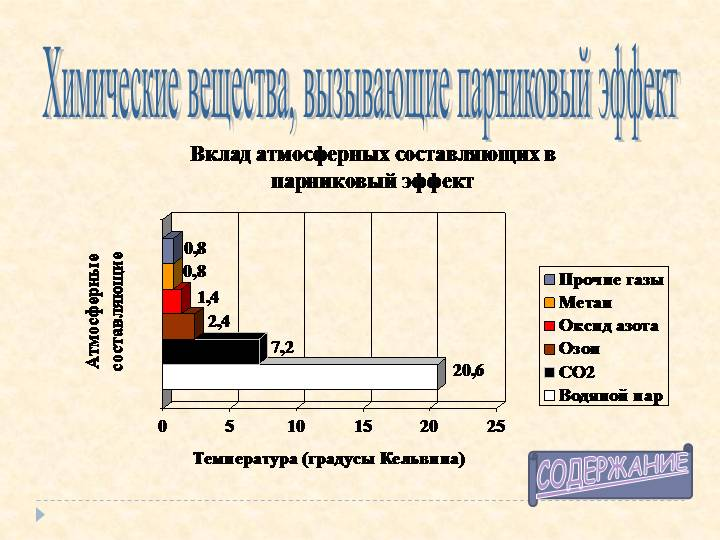 Химические вещества, вызывающие парниковый эффект
Вклад атмосферных составляющих в
парниковый эффект
Атмосферные
составляющие
0,8
0,8
1,4
2,4
7,2
20,6
0 5 10 15 20 25
Температура (градусы Кельвина)
Прочие газы
Метан
Оксид азота
Озон
СО2
Водяной пар
СОДЕРЖАНИЕ